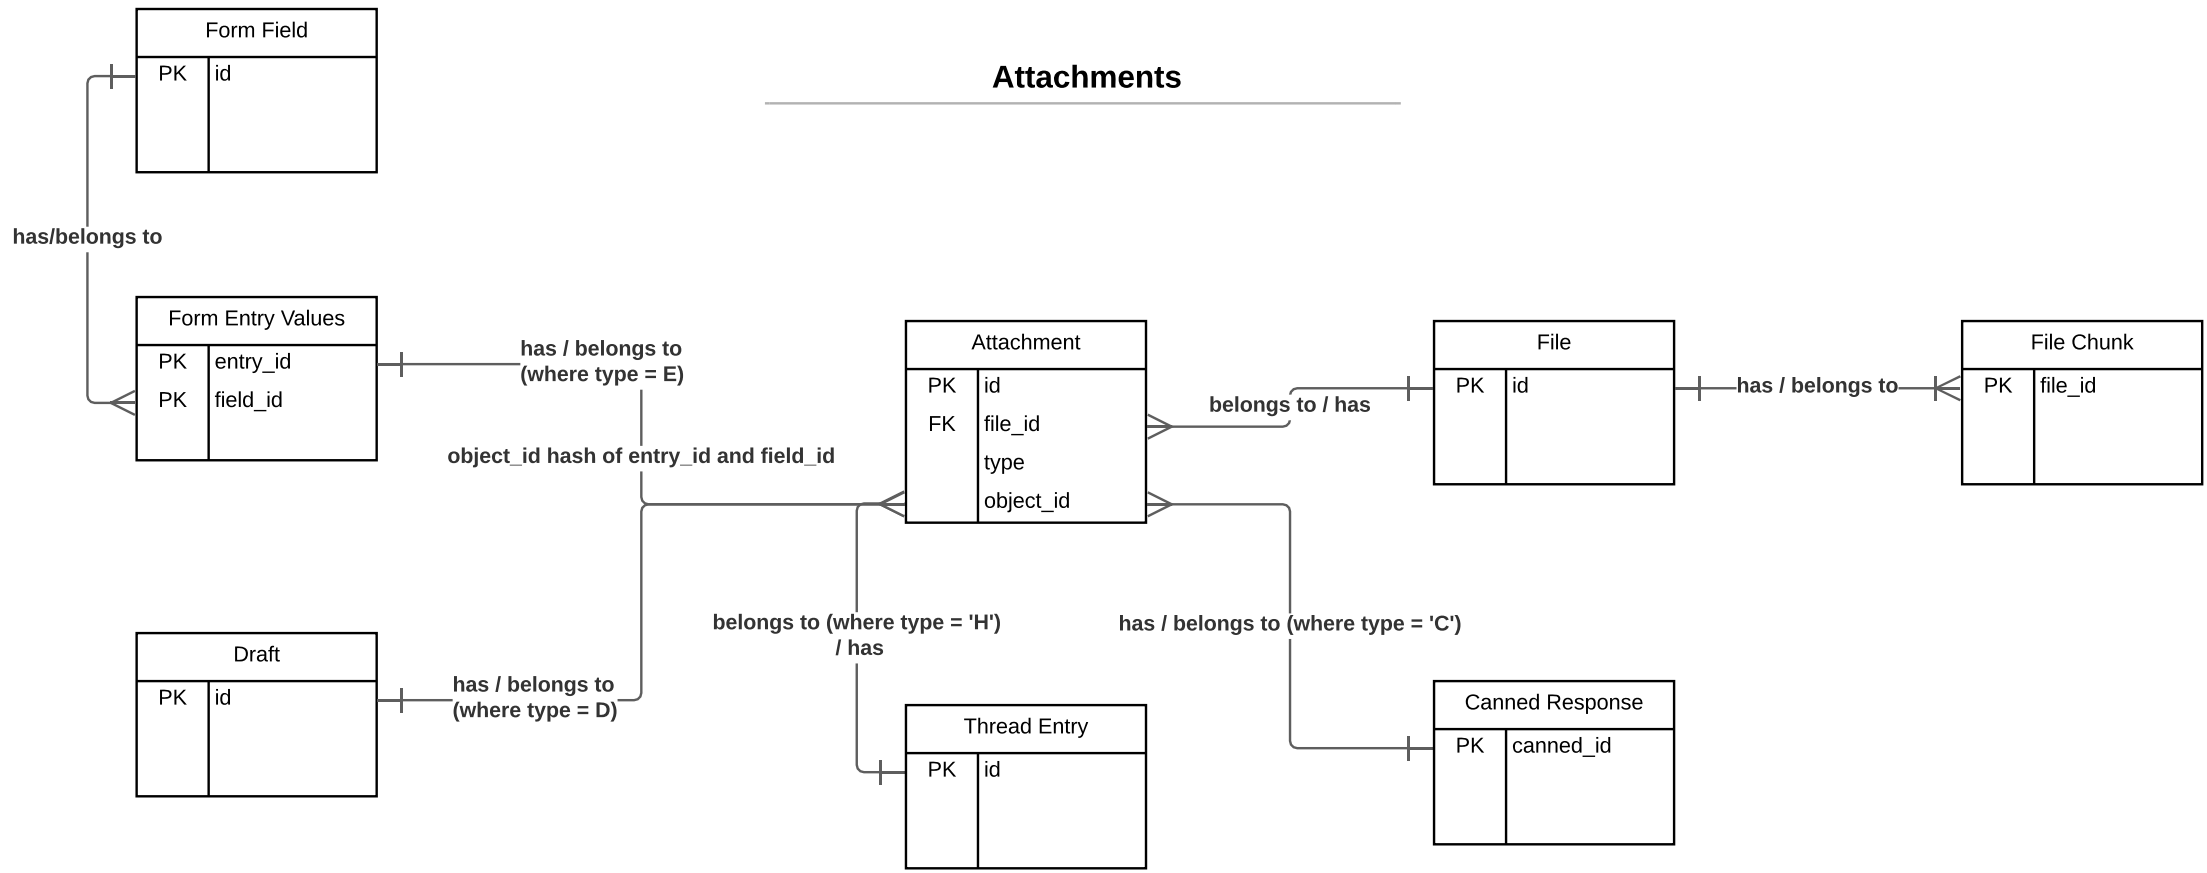 Attachments
Form Field
PK id
has/belongs to
Form Entry Values
PK entry_id
PK field_id
has / belongs to
(where type = E)
object_id hash of entry_id and field_id
Attachment
PK id
FK file_id
type
object_id
belongs to / has
File
PK id
has / belongs to
File Chunk
PK file_id
Draft
PK id
has / belongs to
(where type = D)
belongs to (where type = 'H')
/ has
Thread Entry
PK id
has / belongs to (where type = 'C')
Canned Response
PK canned_id